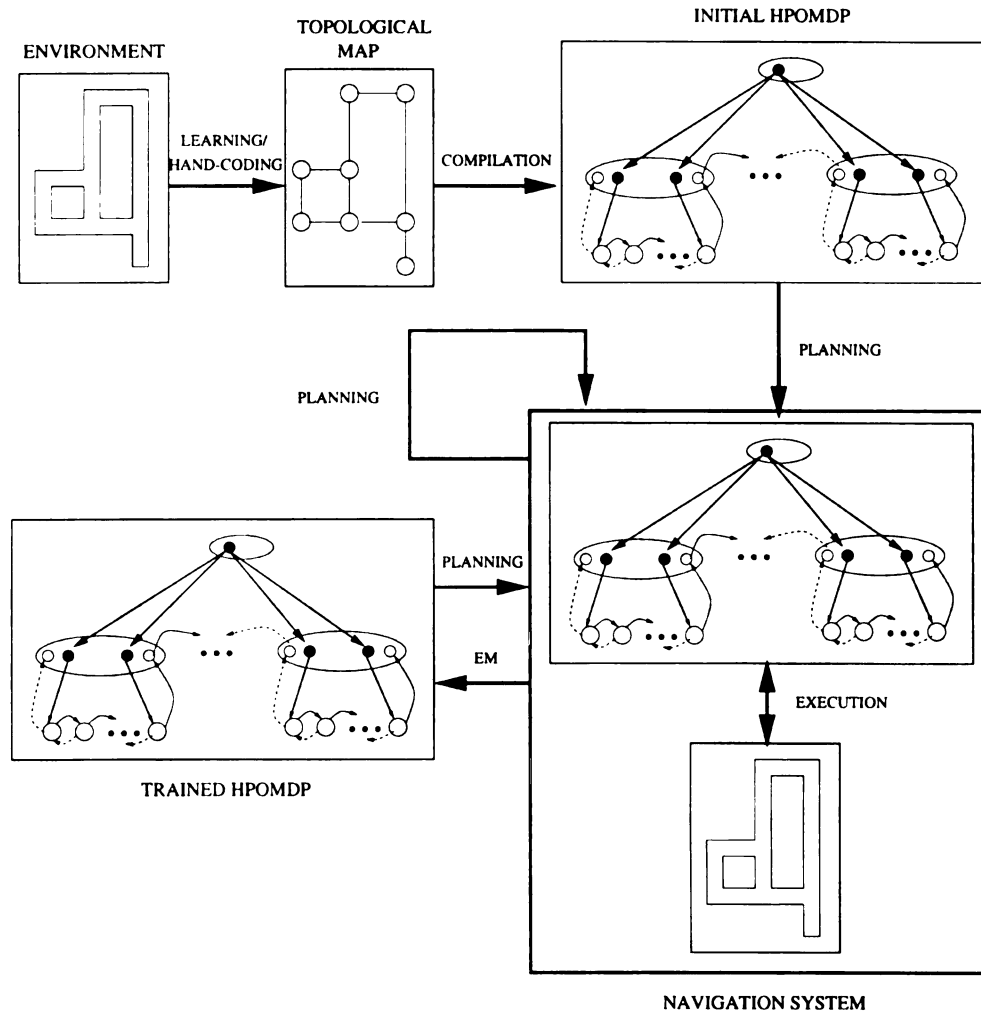 INITIAL HPOMDP
TOPOLOGICAL
MAP
ENVIRONMENT
LEARNING/
HAND-CODING
COMPILATION
PLANNING
PLANNING
PLANNING
EM
EXECUTION
TRAINED HPOMDP
NAVIGATION SYSTEM